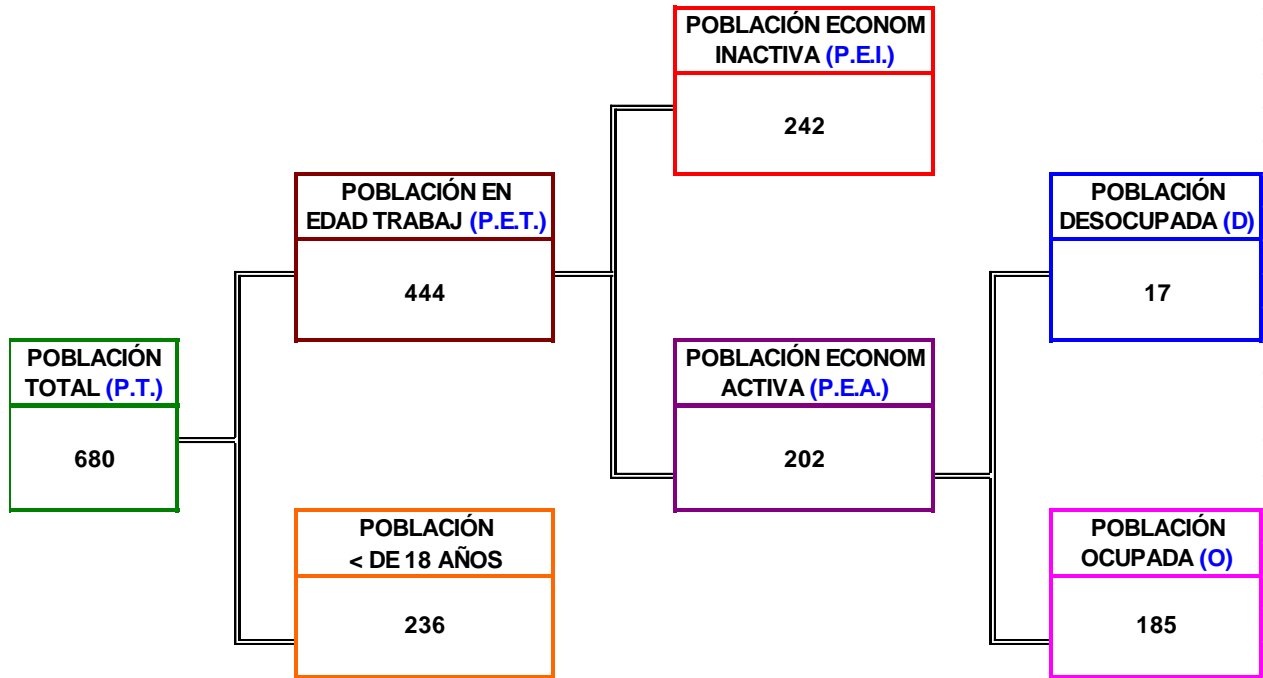 POBLACIÓN ECONOM
INACTIVA (P.E.I.)
242
POBLACIÓN EN
EDAD TRABAJ (P.E.T.)
444
POBLACIÓN
DESOCUPADA (D)
17
POBLACIÓN
TOTAL (P.T.)
680
POBLACIÓN ECONOM
ACTIVA (P.E.A.)
202
POBLACIÓN
< DE 18 AÑOS
236
POBLACIÓN
OCUPADA (O)
185